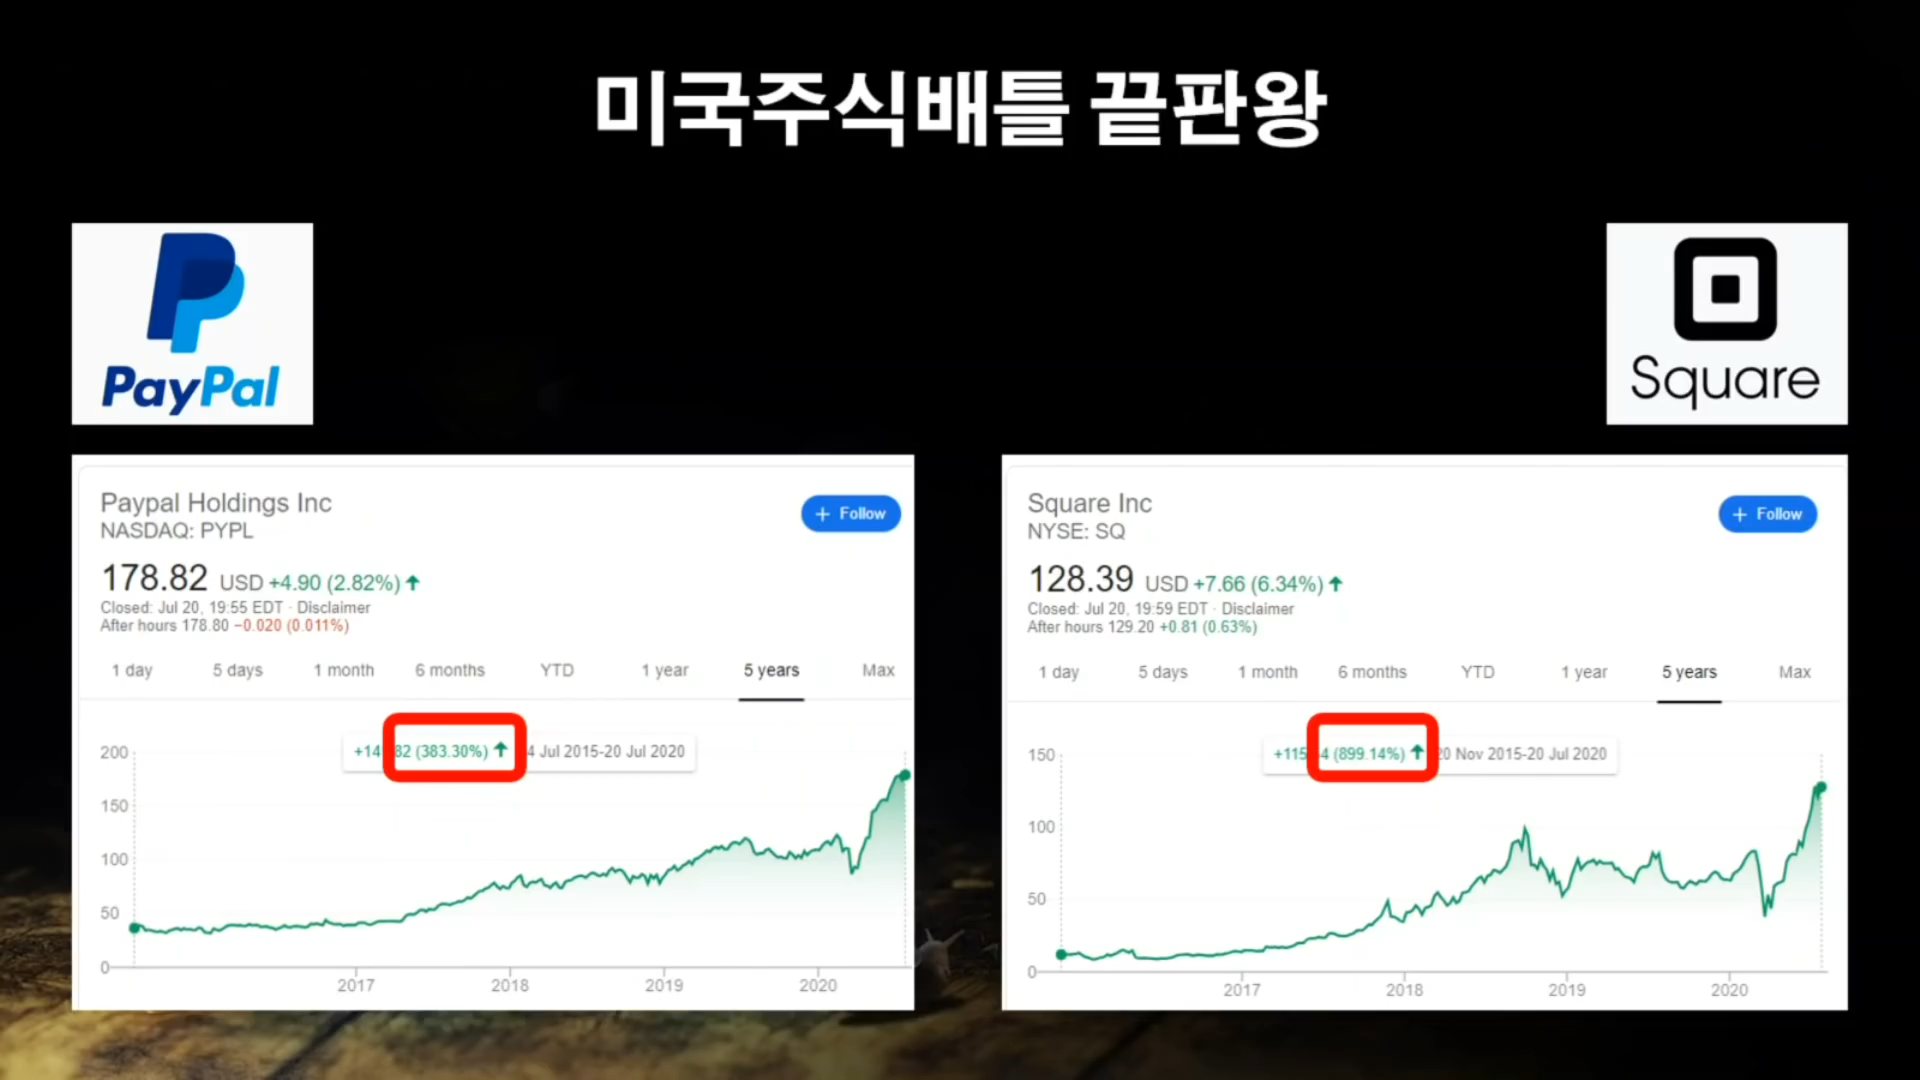 미국주식배틀 끝판왕
PayPal
Square
Paypal Holdings Inc
NASDAQ: PYPL
+ Follow
178.82 USD +4.90 (2.82%) ↑
Closed: Jul 20, 19:55 EDT · Disclaimer
After hours 178.80 −0.020 (0.011%)
1 day 5 days 1 month 6 months YTD 1 year 5 years Max
+14 82 (383.30%) ↑ 4 Jul 2015-20 Jul 2020
200
150
100
50
0
2017 2018 2019 2020
Square Inc
NYSE: SQ
+ Follow
128.39 USD +7.66 (6.34%) ↑
Closed: Jul 20, 19:59 EDT · Disclaimer
After hours 129.20 +0.81 (0.63%)
1 day 5 days 1 month 6 months YTD 1 year 5 years Max
+115 4 (899.14%) ↑ 20 Nov 2015-20 Jul 2020
150
100
50
0
2017 2018 2019 2020